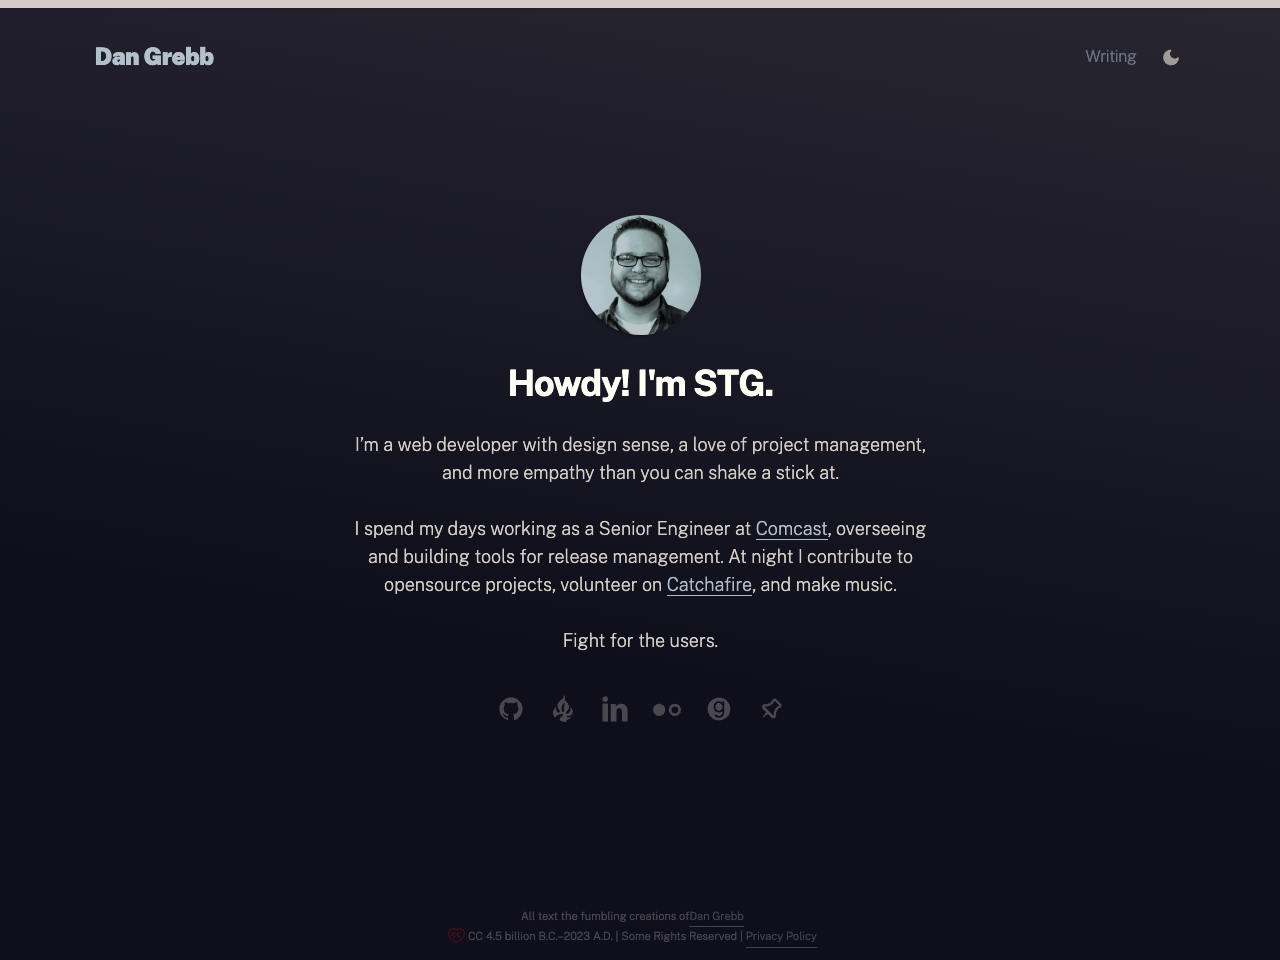 Dan Grebb
Writing
Howdy! I'm STG.
I’m a web developer with design sense, a love of project management,
and more empathy than you can shake a stick at.
I spend my days working as a Senior Engineer at Comcast, overseeing
and building tools for release management. At night I contribute to
opensource projects, volunteer on Catchafire, and make music.
Fight for the users.
All text the fumbling creations ofDan Grebb
CC 4.5 billion B.C.–2023 A.D. | Some Rights Reserved | Privacy Policy